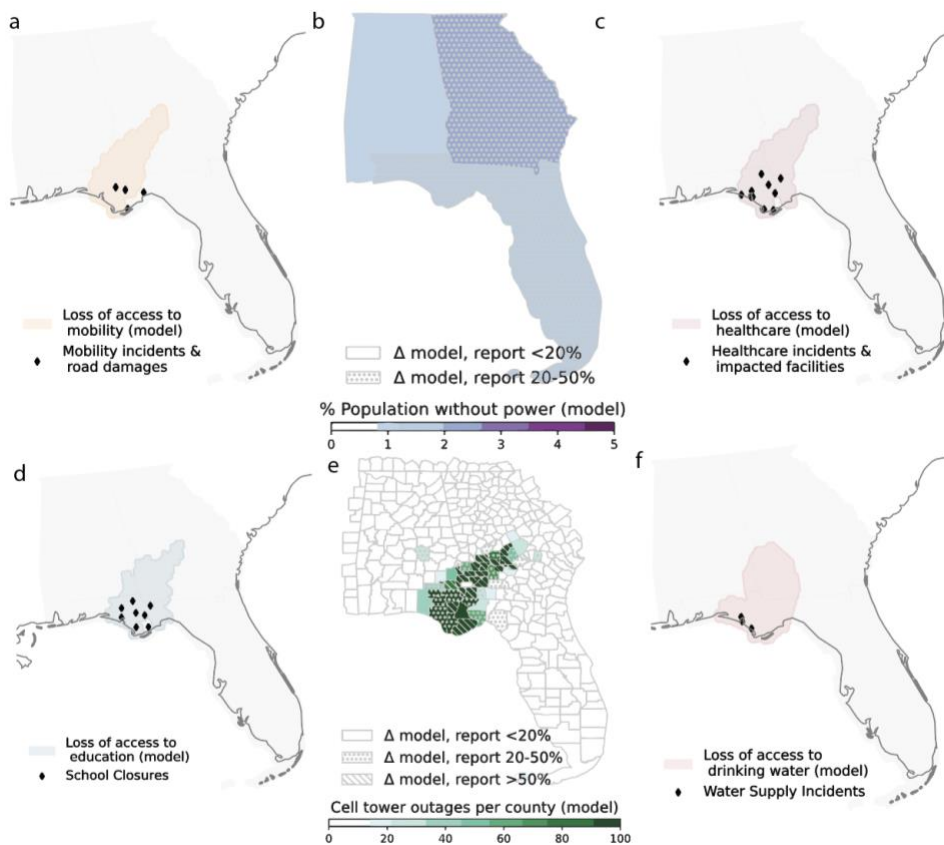 a
b
c
Loss of access to
mobility (model)
Mobility incidents &
road damages
Δ model, report <20%
Δ model, report 20-50%
% Population without power (model)
0 1 2 3 4 5
Loss of access to
healthcare (model)
Healthcare incidents &
impacted facilities
d
e
f
Loss of access to
education (model)
School Closures
Δ model, report <20%
Δ model, report 20-50%
Δ model, report >50%
Cell tower outages per county (model)
0 20 40 60 80 100
Loss of access to
drinking water (model)
Water Supply Incidents